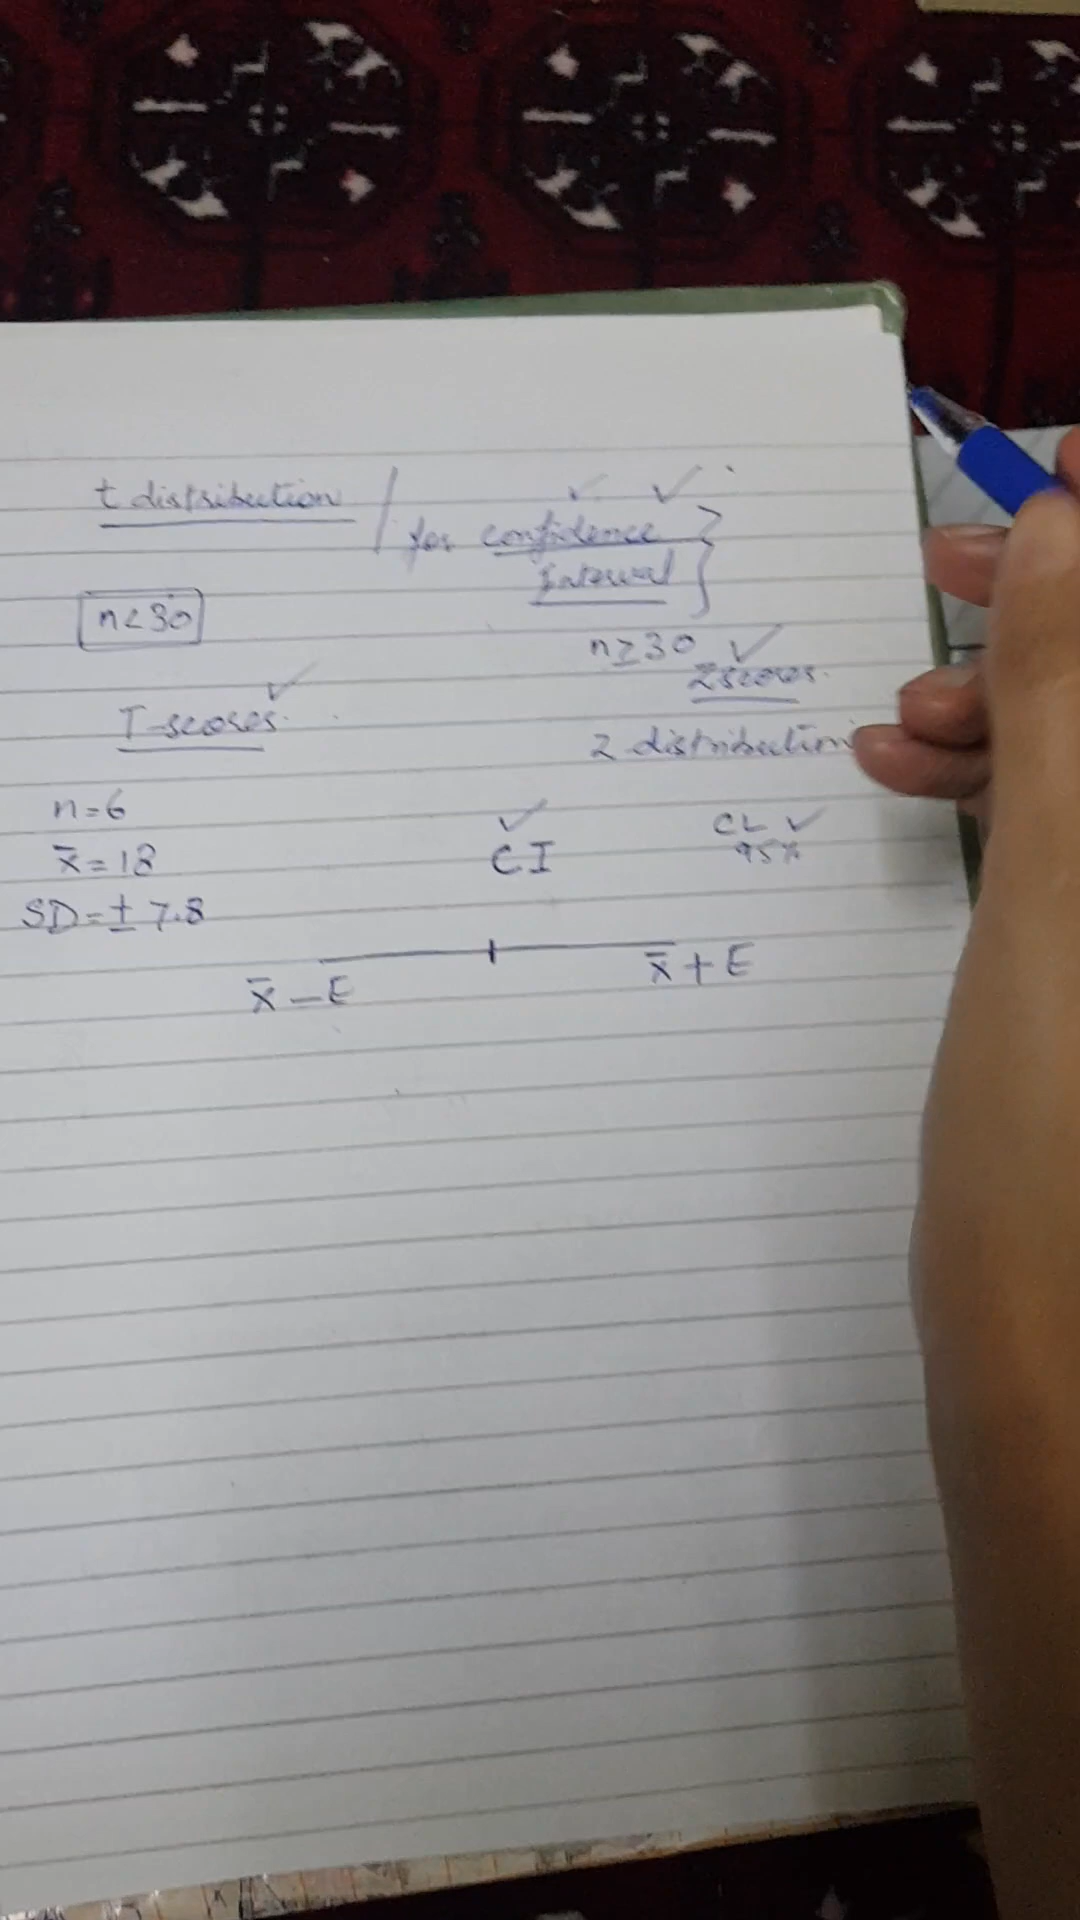 t distribution
for confidence
Interval
n<30
n≥30
Z scores.
T-scores.
z distribution
n=6
x̄=18
CI
CL
95%
SD=±7.8
x̄-E
x̄+E